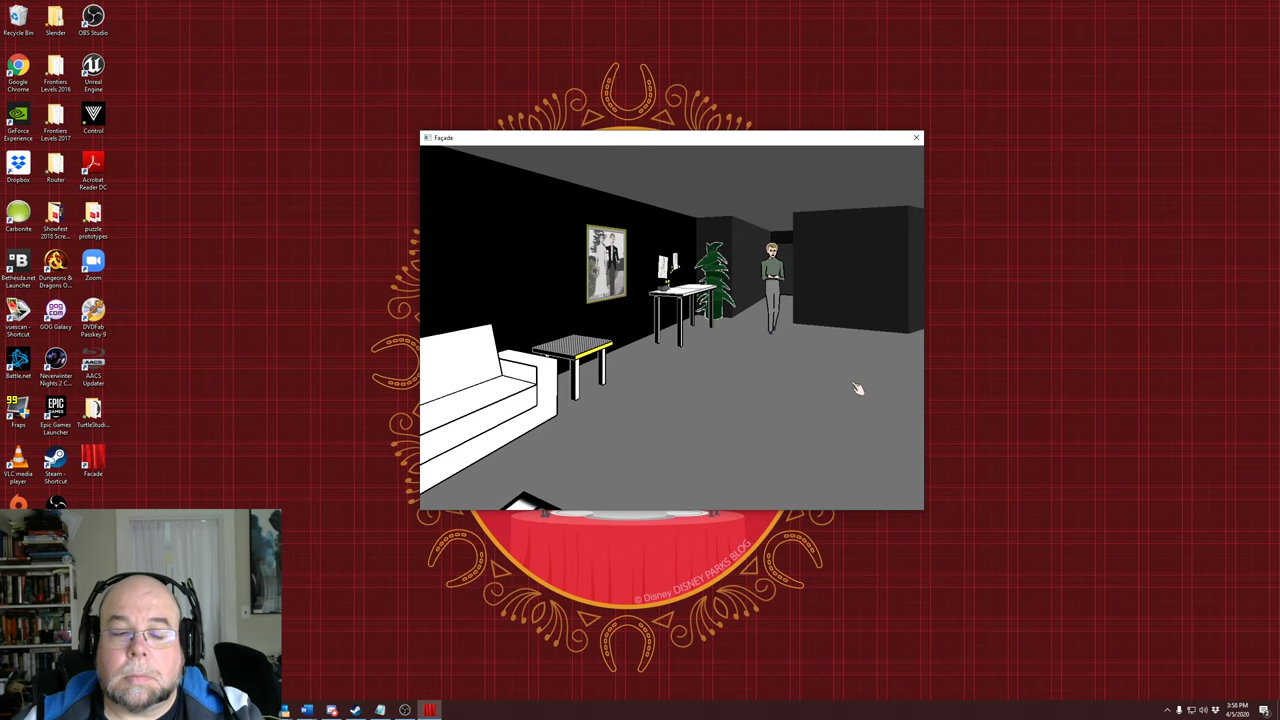 Recycle Bin
Slender
OBS Studio
Google
Chrome
Frontiers
Levels 2016
Unreal
Engine
GeForce
Experience
Frontiers
Levels 2017
Control
Dropbox
Router
Acrobat
Reader DC
Carbonite
Showfest
2018 Scre...
puzzle
prototypes
Bethesda.net
Launcher
Dungeons &
Dragons O...
Zoom
vuescan -
Shortcut
GOG Galaxy
DVDFab
Passkey 9
Battle.net
Neverwinter
Nights 2 C...
AACS
Updater
99
Fraps
Epic Games
Launcher
TurtleStudi...
VLC media
player
Steam -
Shortcut
Facade
Façade
© Disney DISNEY PARKS BLOG
3:58 PM
4/5/2020